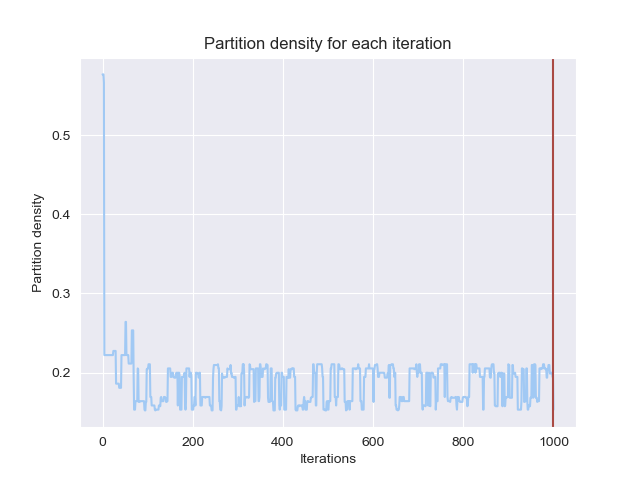 Partition density for each iteration
Partition density
0.5
0.4
0.3
0.2
0 200 400 600 800 1000
Iterations